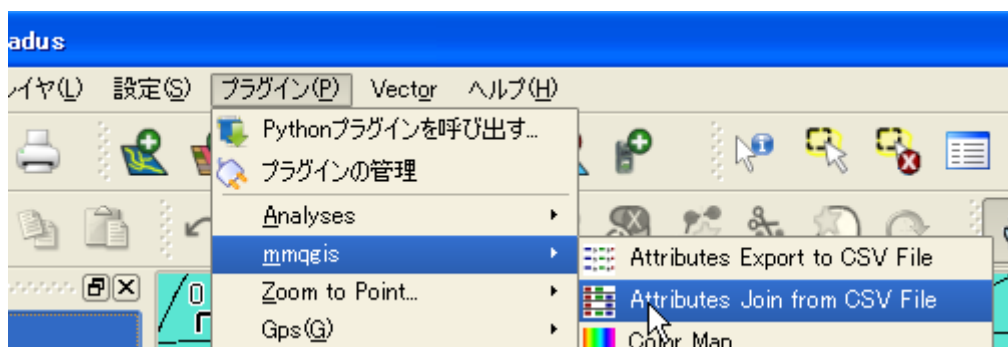 adus
レイヤ(L) 設定(S) プラグイン(P) Vector ヘルプ(H)
Pythonプラグインを呼び出す...
プラグインの管理
Analyses
mmqgis
Attributes Export to CSV File
Zoom to Point...
Attributes Join from CSV File
Gps(G)
Color Map